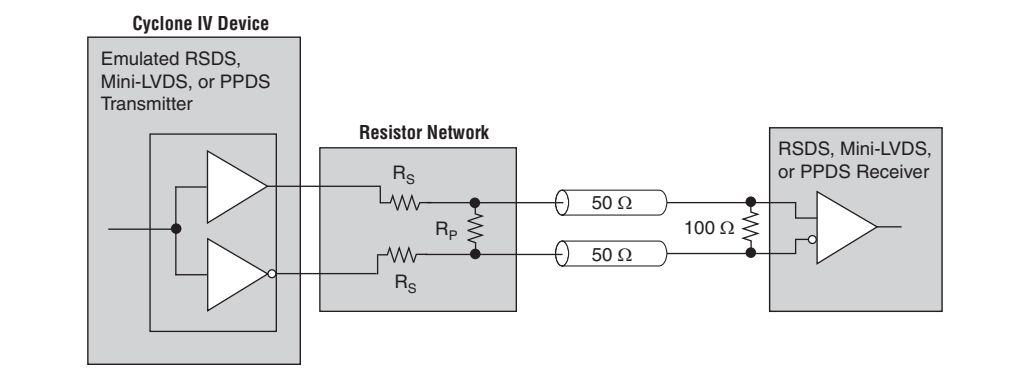 Cyclone IV Device
Emulated RSDS,
Mini-LVDS, or PPDS
Transmitter
Resistor Network
RS
RP
RS
50 Ω
50 Ω
100 Ω
RSDS, Mini-LVDS,
or PPDS Receiver